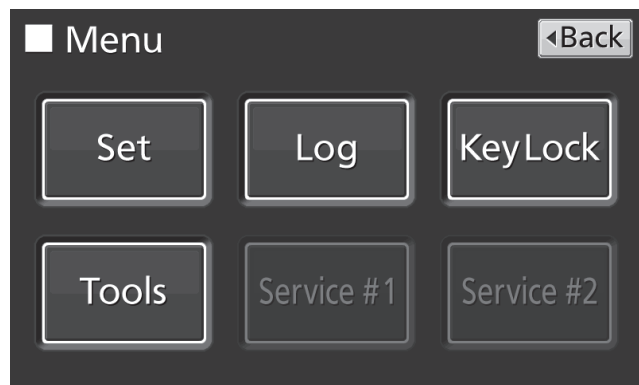 Menu
Back
Set
Log
KeyLock
Tools
Service #1
Service #2